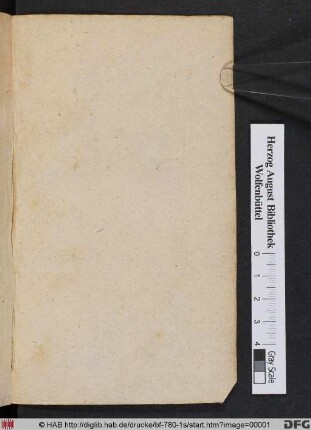 Herzog August Bibliothek
Wolfenbüttel
0 1 2 3 4
Gray Scale
© HAB http://diglib.hab.de/drucke/bf-780-1s/start.htm?image=00001
DFG